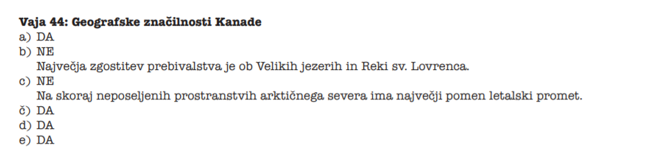 Vaja 44: Geografske značilnosti Kanade
a) DA
b) NE
Največja zgostitev prebivalstva je ob Velikih jezerih in Reki sv. Lovrenca.
c) NE
Na skoraj neposeljenih prostranstvih arktičnega severa ima največji pomen letalski promet.
č) DA
d) DA
e) DA